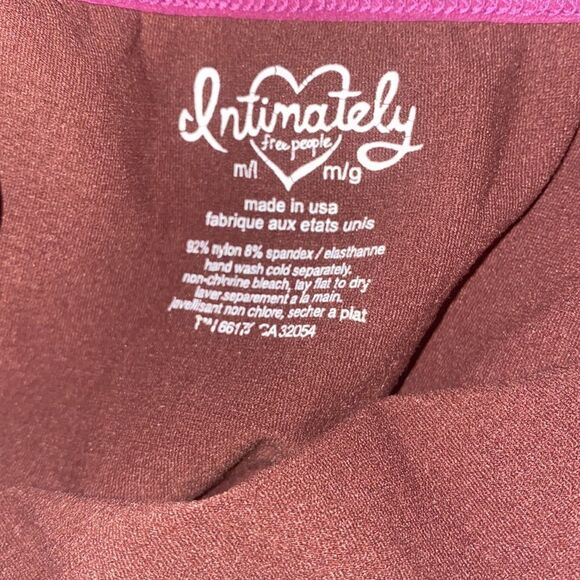 Intimately
free people
m/l m/g
made in usa
fabrique aux etats unis
92% nylon 8% spandex / elasthanne
hand wash cold separately,
non-chlorine bleach, lay flat to dry
laver separement a la main,
javellisant non chlore, secher a plat
CA 32054